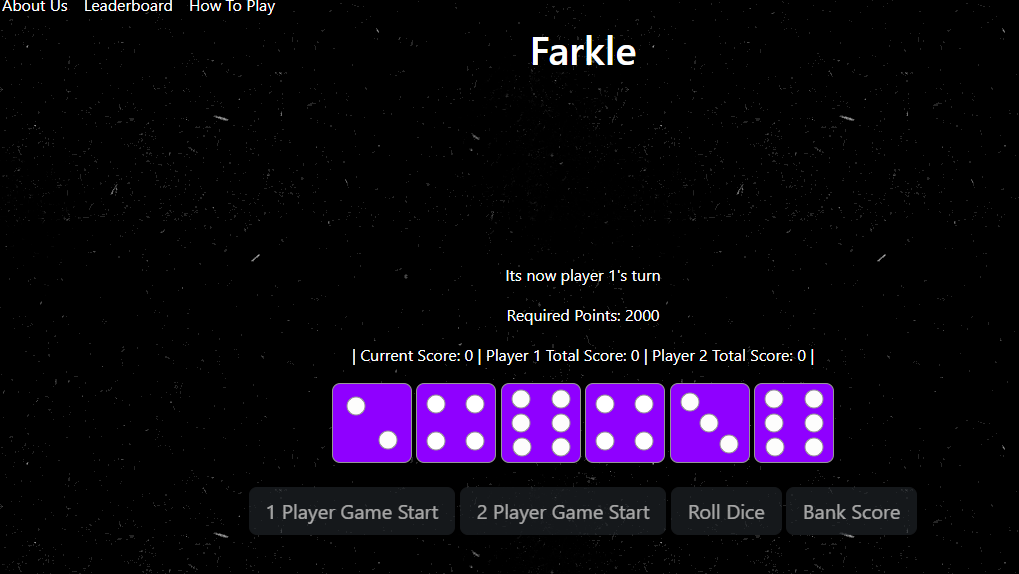 About Us Leaderboard How To Play
Farkle
Its now player 1's turn
Required Points: 2000
| Current Score: 0 | Player 1 Total Score: 0 | Player 2 Total Score: 0 |
1 Player Game Start 2 Player Game Start Roll Dice Bank Score